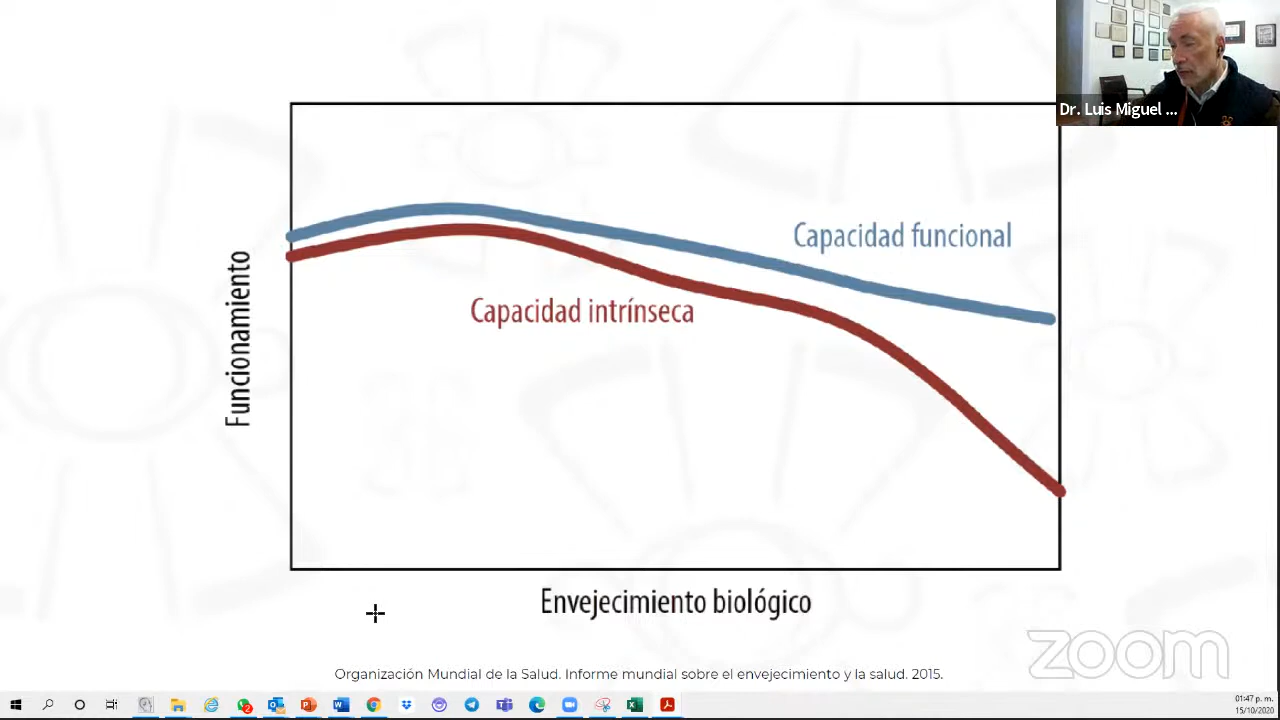 Dr. Luis Miguel ...
Capacidad funcional
Capacidad intrínseca
Funcionamiento
Envejecimiento biológico
zoom
Organización Mundial de la Salud. Informe mundial sobre el envejecimiento y la salud. 2015.
01:47 p. m.
15/10/2020